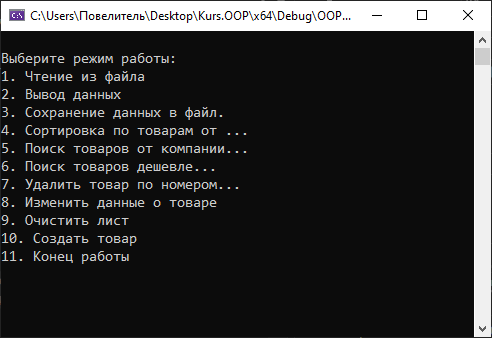 C:\Users\Повелитель\Desktop\Kurs.OOP\x64\Debug\OOP...
Выберите режим работы:
1. Чтение из файла
2. Вывод данных
3. Сохранение данных в файл.
4. Сортировка по товарам от ...
5. Поиск товаров от компании...
6. Поиск товаров дешевле...
7. Удалить товар по номером...
8. Изменить данные о товаре
9. Очистить лист
10. Создать товар
11. Конец работы